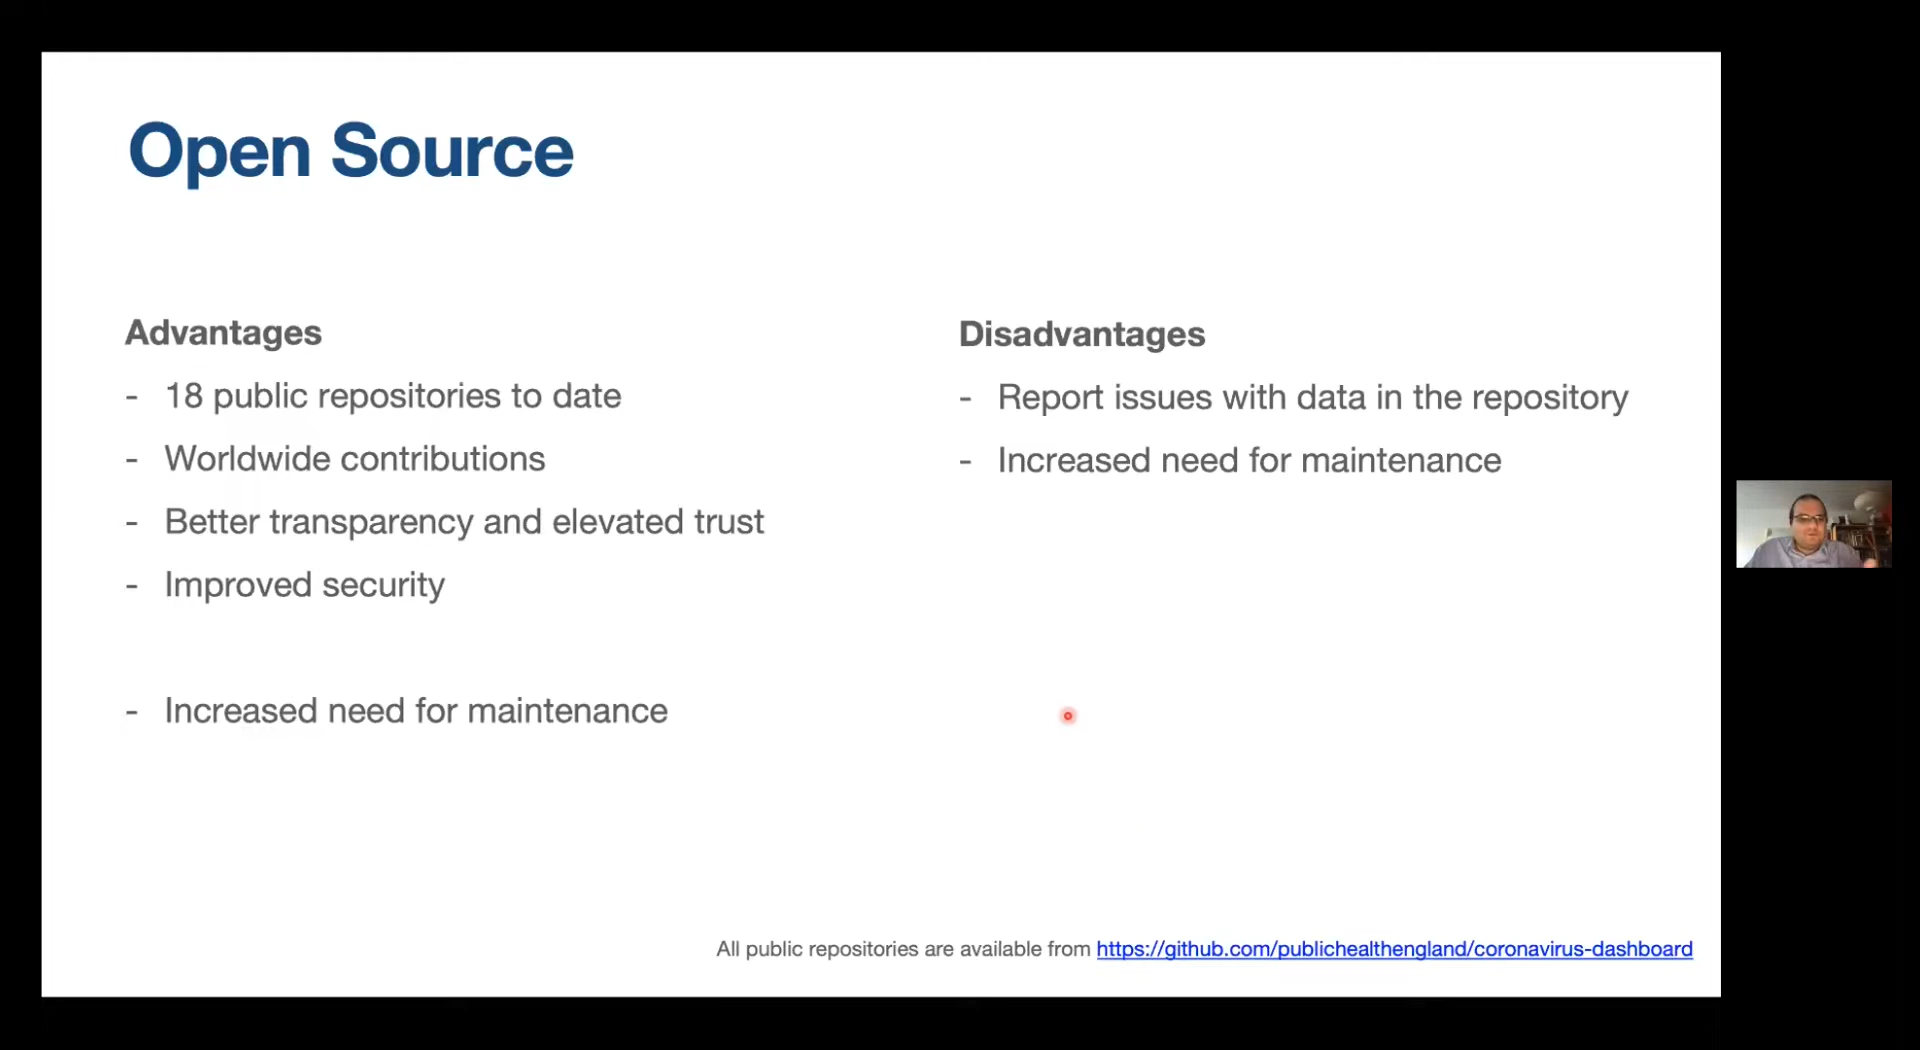 Open Source
Advantages
- 18 public repositories to date
- Worldwide contributions
- Better transparency and elevated trust
- Improved security
- Increased need for maintenance
Disadvantages
- Report issues with data in the repository
- Increased need for maintenance
All public repositories are available from https://github.com/publichealthengland/coronavirus-dashboard